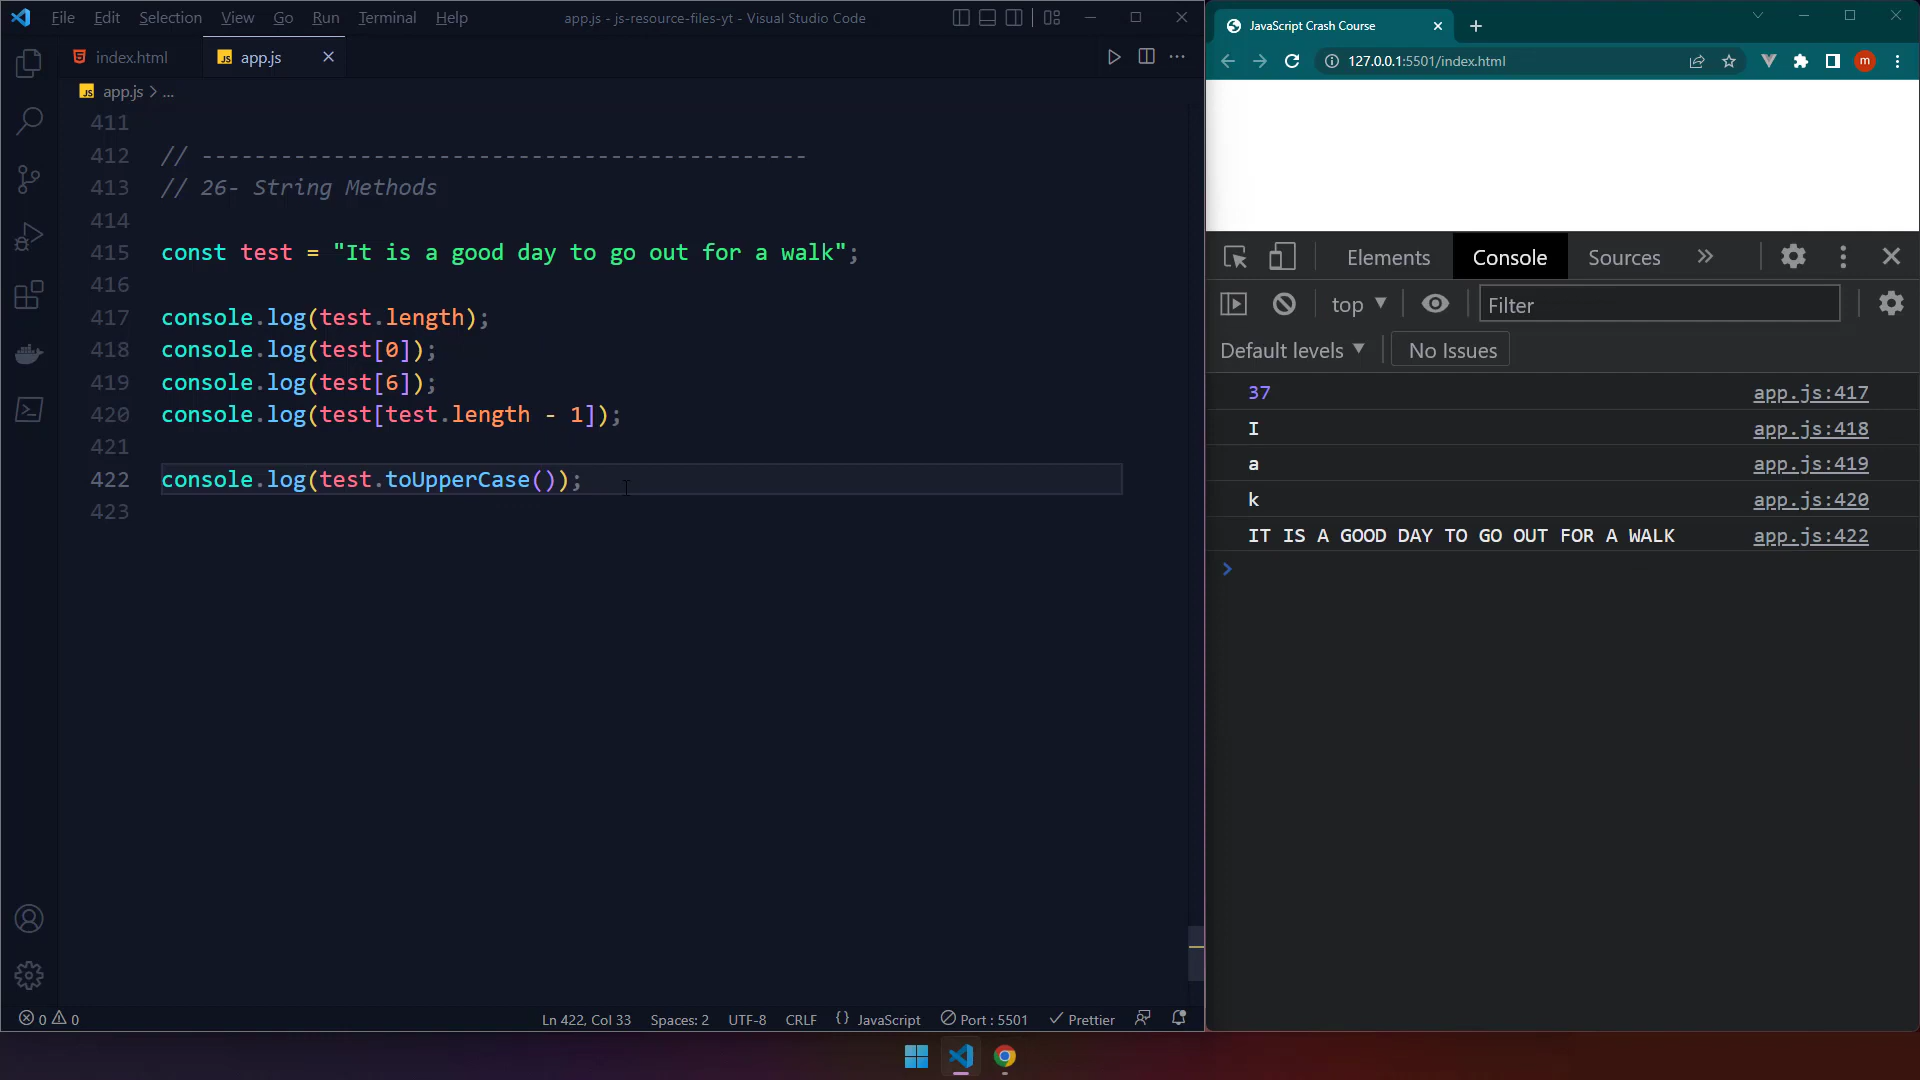 File Edit Selection View Go Run Terminal Help app.js - js-resource-files-yt - Visual Studio Code
index.html app.js
app.js > ...
411
412 // ----------------------------------------------
413 // 26- String Methods
414
415 const test = "It is a good day to go out for a walk";
416
417 console.log(test.length);
418 console.log(test[0]);
419 console.log(test[6]);
420 console.log(test[test.length - 1]);
421
422 console.log(test.toUpperCase());
423
0 0 Ln 422, Col 33 Spaces: 2 UTF-8 CRLF {} JavaScript Port : 5501 Prettier
JavaScript Crash Course
127.0.0.1:5501/index.html m
Elements Console Sources
top Filter
Default levels No Issues
37 app.js:417
I app.js:418
a app.js:419
k app.js:420
IT IS A GOOD DAY TO GO OUT FOR A WALK app.js:422